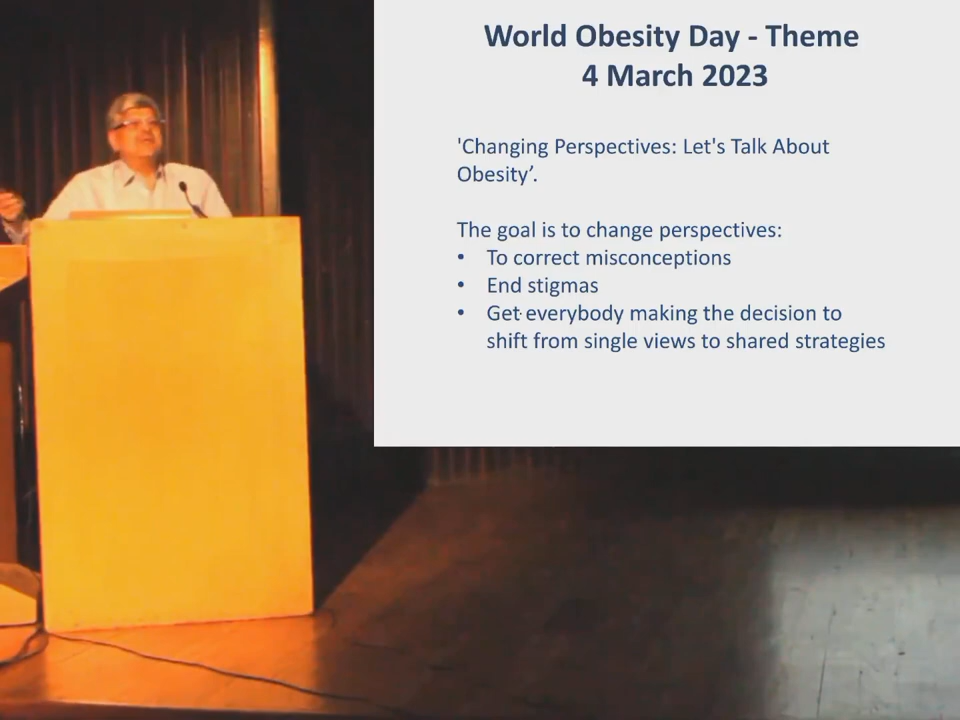 World Obesity Day - Theme
4 March 2023
'Changing Perspectives: Let's Talk About
Obesity’.
The goal is to change perspectives:
• To correct misconceptions
• End stigmas
• Get everybody making the decision to
shift from single views to shared strategies